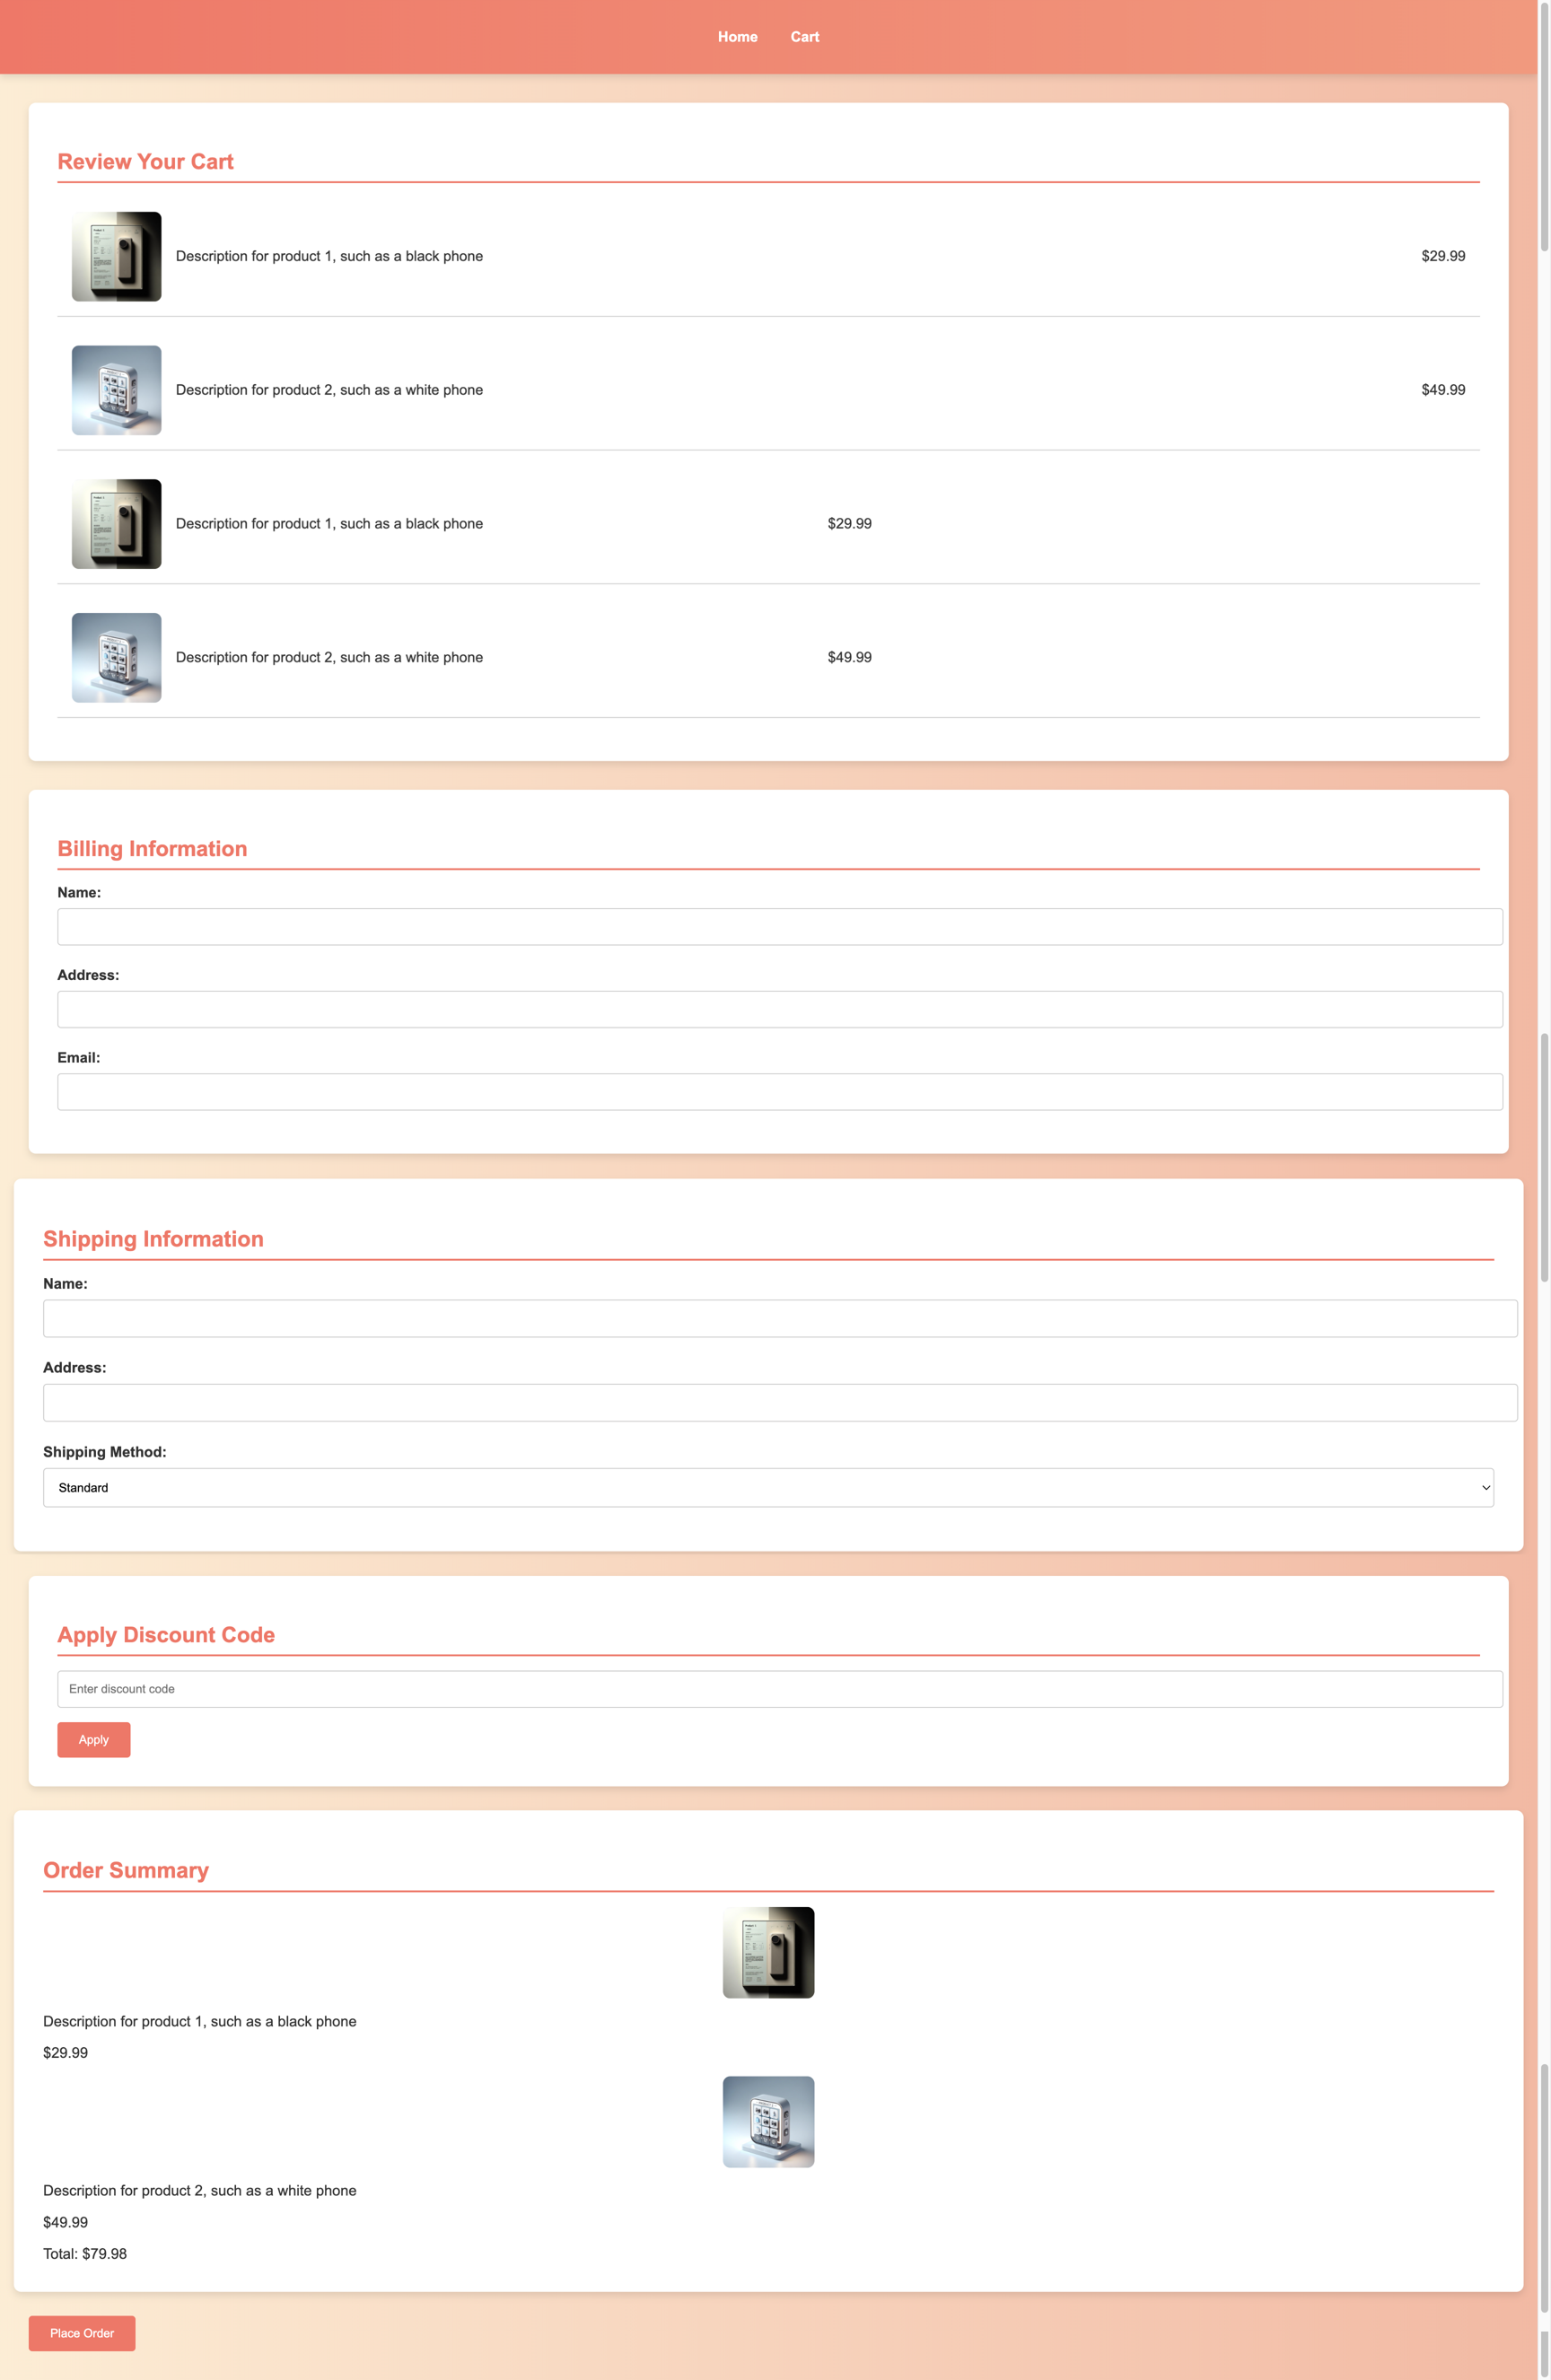 Home Cart
Review Your Cart
Description for product 1, such as a black phone $29.99
Description for product 2, such as a white phone $49.99
Description for product 1, such as a black phone $29.99
Description for product 2, such as a white phone $49.99
Billing Information
Name:
Address:
Email:
Shipping Information
Name:
Address:
Shipping Method:
Standard
Apply Discount Code
Enter discount code
Apply
Order Summary
Description for product 1, such as a black phone
$29.99
Description for product 2, such as a white phone
$49.99
Total: $79.98
Place Order